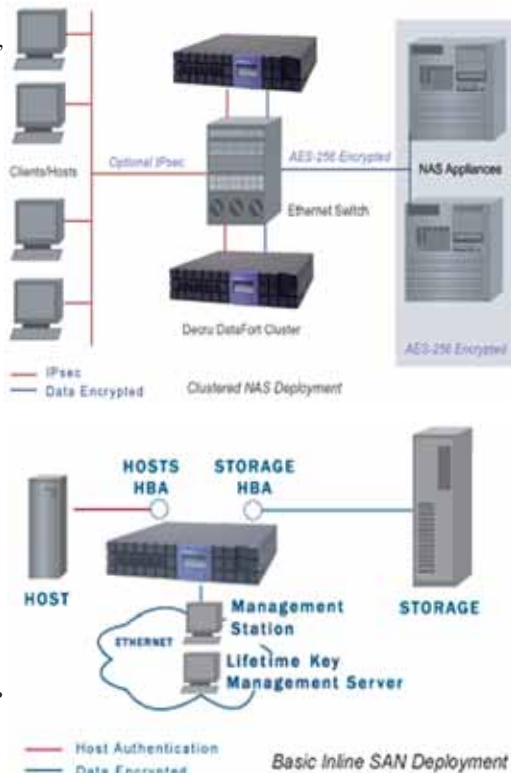 Clients/Hosts
Optional IPsec
AES-256 Encrypted
NAS Appliances
Ethernet Switch
Decru DataFort Cluster
AES-256 Encrypted
IPsec
Data Encrypted
Clustered NAS Deployment
HOSTS
HBA
STORAGE
HBA
HOST
STORAGE
ETHERNET
Management
Station
Lifetime Key
Management Server
Host Authentication
Data Encrypted
Basic Inline SAN Deployment